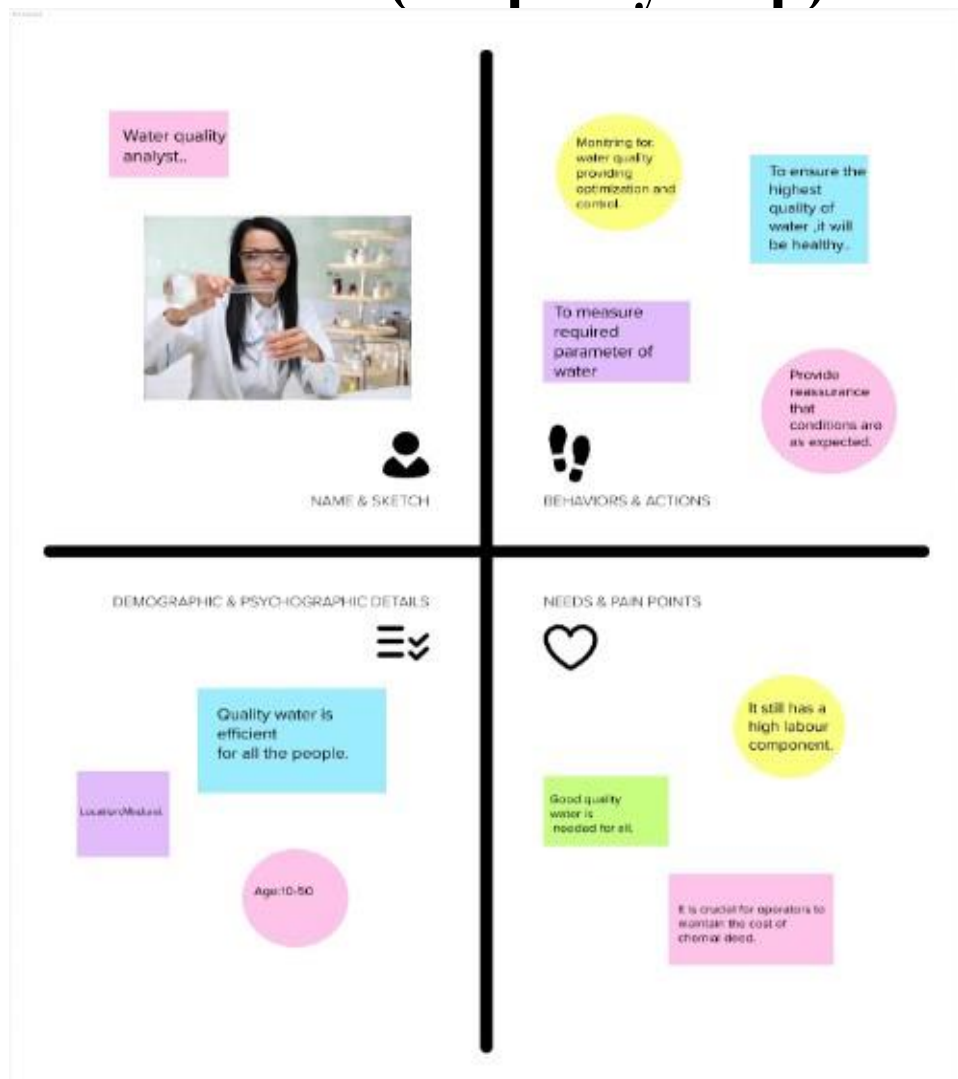 Water quality
analyst..
NAME & SKETCH
Monitring for
water quality
providing
optimization and
control.
To ensure the
highest
quality of
water ,it will
be healthy..
To measure
required
parameter of
water
Provide
reassurance
that
conditions are
as expected.
BEHAVIORS & ACTIONS
DEMOGRAPHIC & PSYCHOGRAPHIC DETAILS
Quality water is
efficient
for all the people.
Age:10-50
NEEDS & PAIN POINTS
It still has a
high labour
component.
Good quality
water is
needed for all.
It is crucial for operators to
maintain the cost of